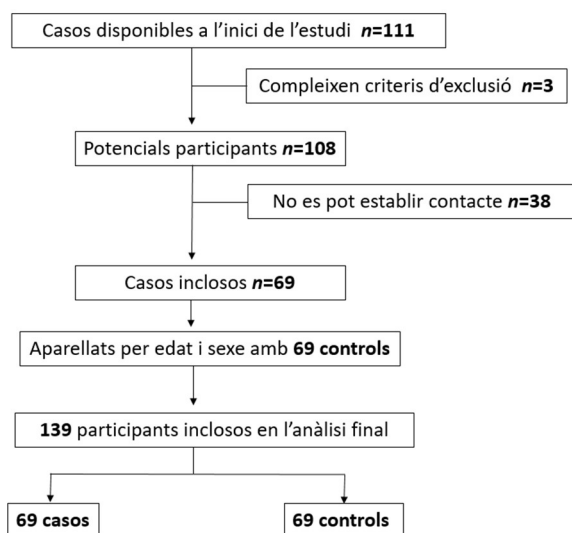 Casos disponibles a l'inici de l'estudi n=111
Compleixen criteris d'exclusió n=3
Potencials participants n=108
No es pot establir contacte n=38
Casos inclosos n=69
Aparellats per edat i sexe amb 69 controls
139 participants inclosos en l'anàlisi final
69 casos
69 controls